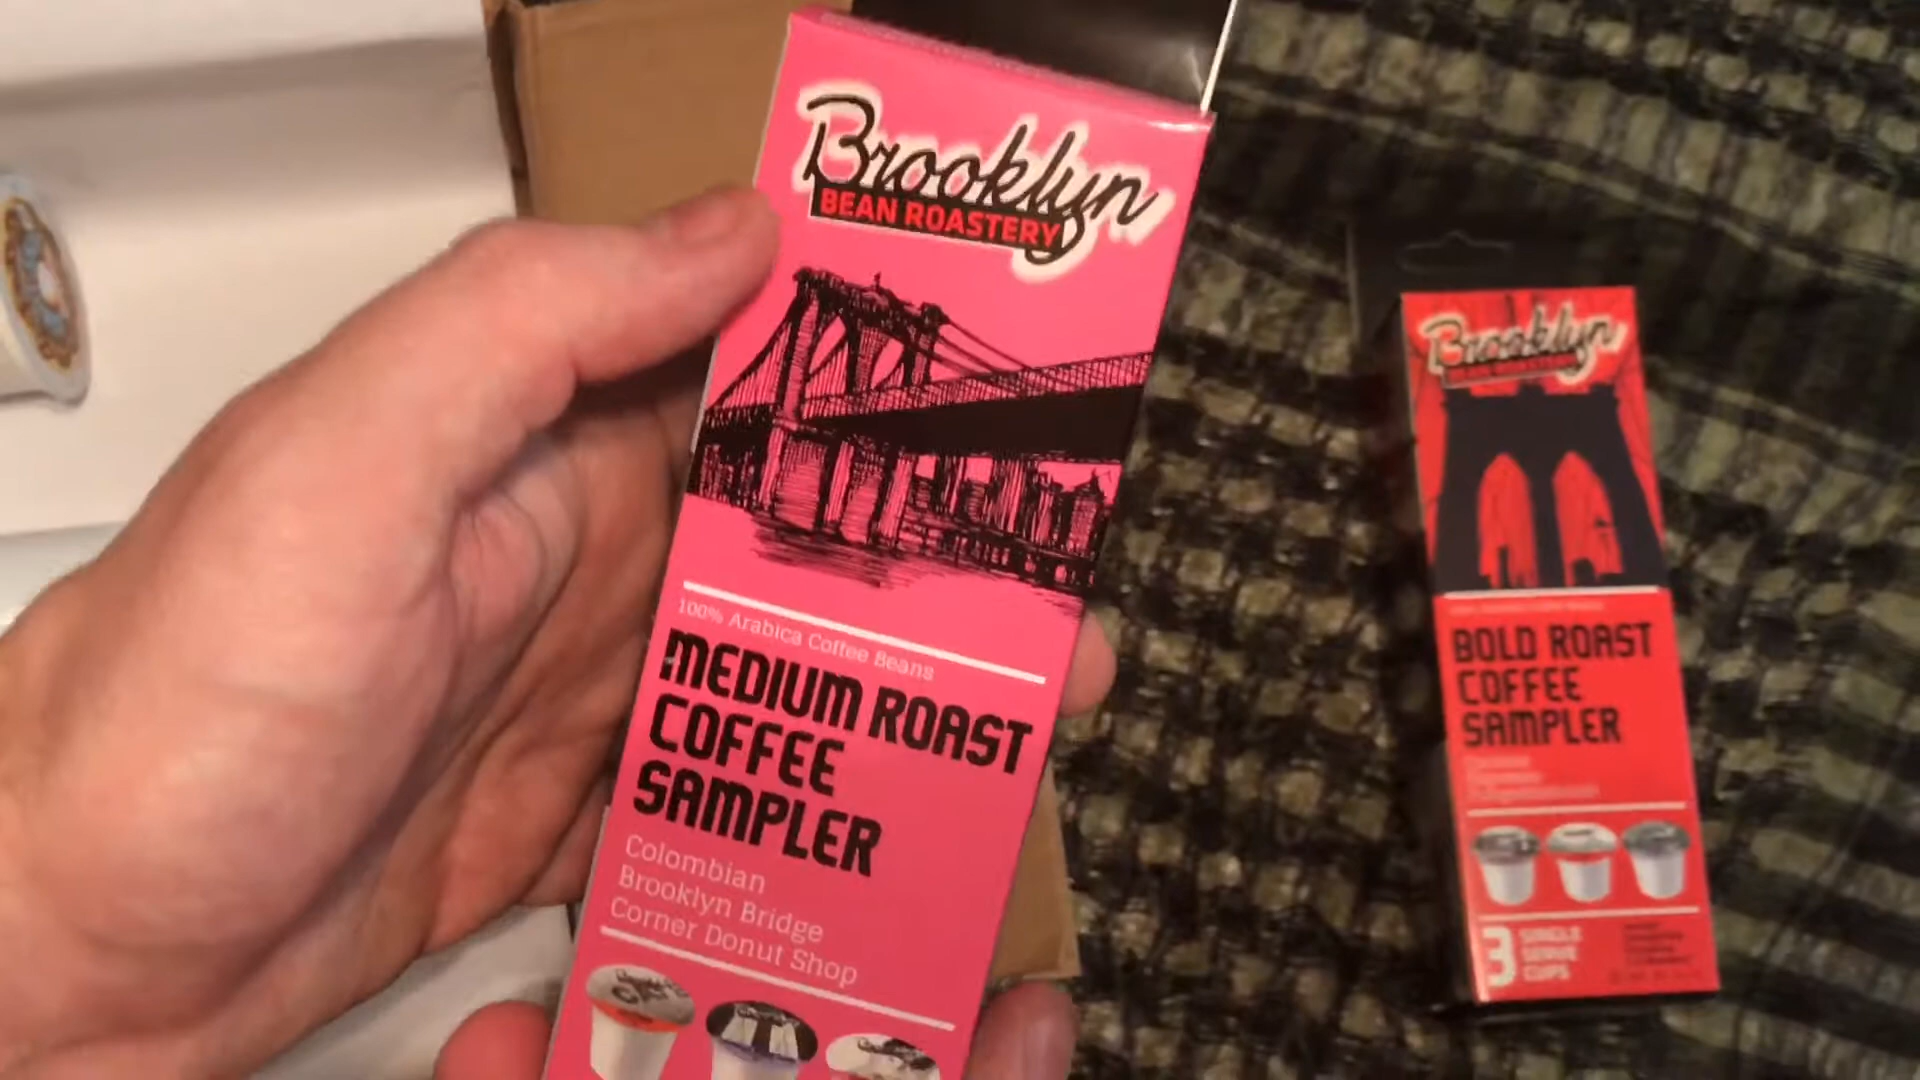 Brooklyn
BEAN ROASTERY
100% Arabica Coffee Beans
MEDIUM ROAST
COFFEE
SAMPLER
Colombian
Brooklyn Bridge
Corner Donut Shop
Brooklyn
BEAN ROASTERY
BOLD ROAST
COFFEE
SAMPLER
3 SINGLE
SERVE
CUPS